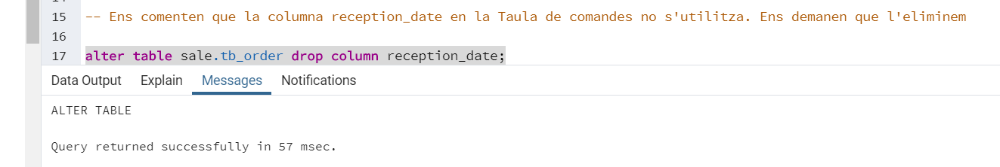 15 -- Ens comenten que la columna reception_date en la Taula de comandes no s'utilitza. Ens demanen que l'eliminem
16
17 alter table sale.tb_order drop column reception_date;
Data Output Explain Messages Notifications
ALTER TABLE
Query returned successfully in 57 msec.